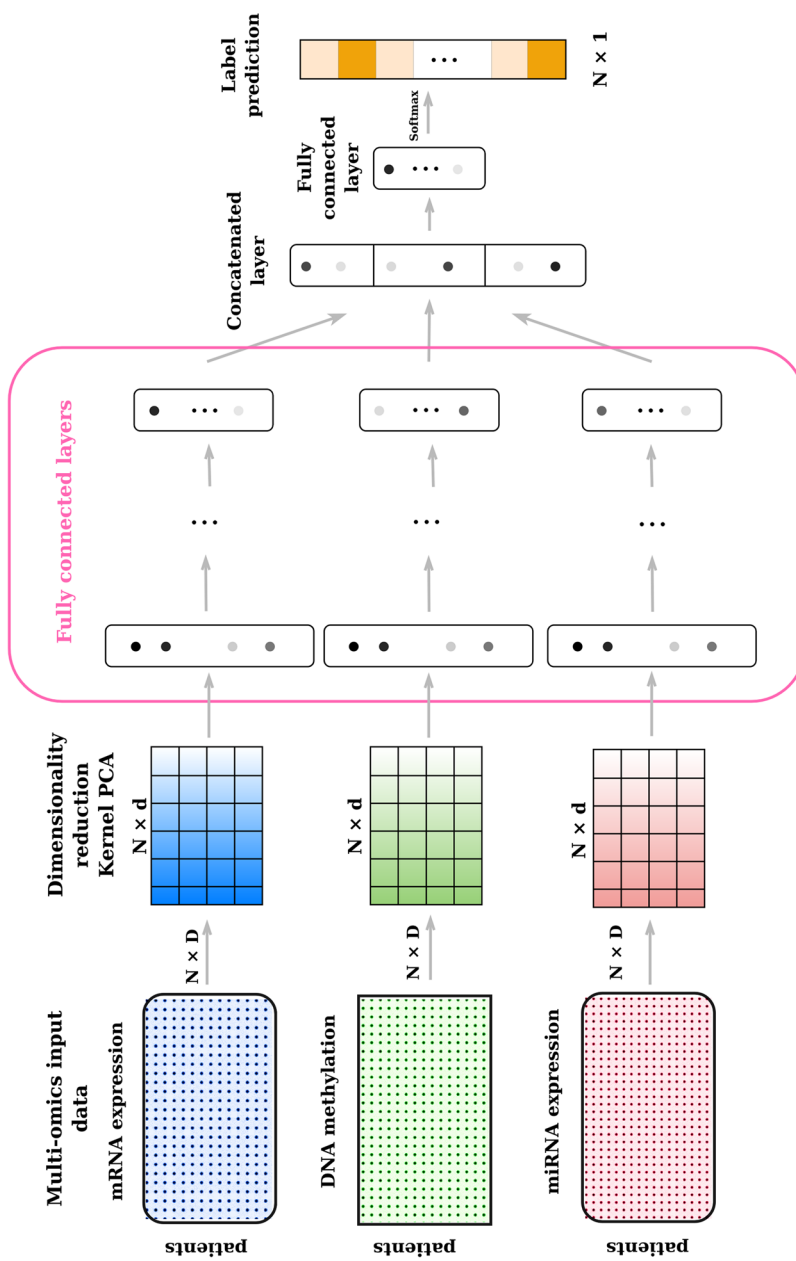 Multi-omics input
data
mRNA expression
patients
DNA methylation
patients
miRNA expression
patients
N × D
N × D
N × D
Dimensionality
reduction
Kernel PCA
N × d
N × d
N × d
Fully connected layers
...
...
...
...
...
...
Concatenated
layer
Fully
connected
layer
...
Softmax
Label
prediction
...
N × 1